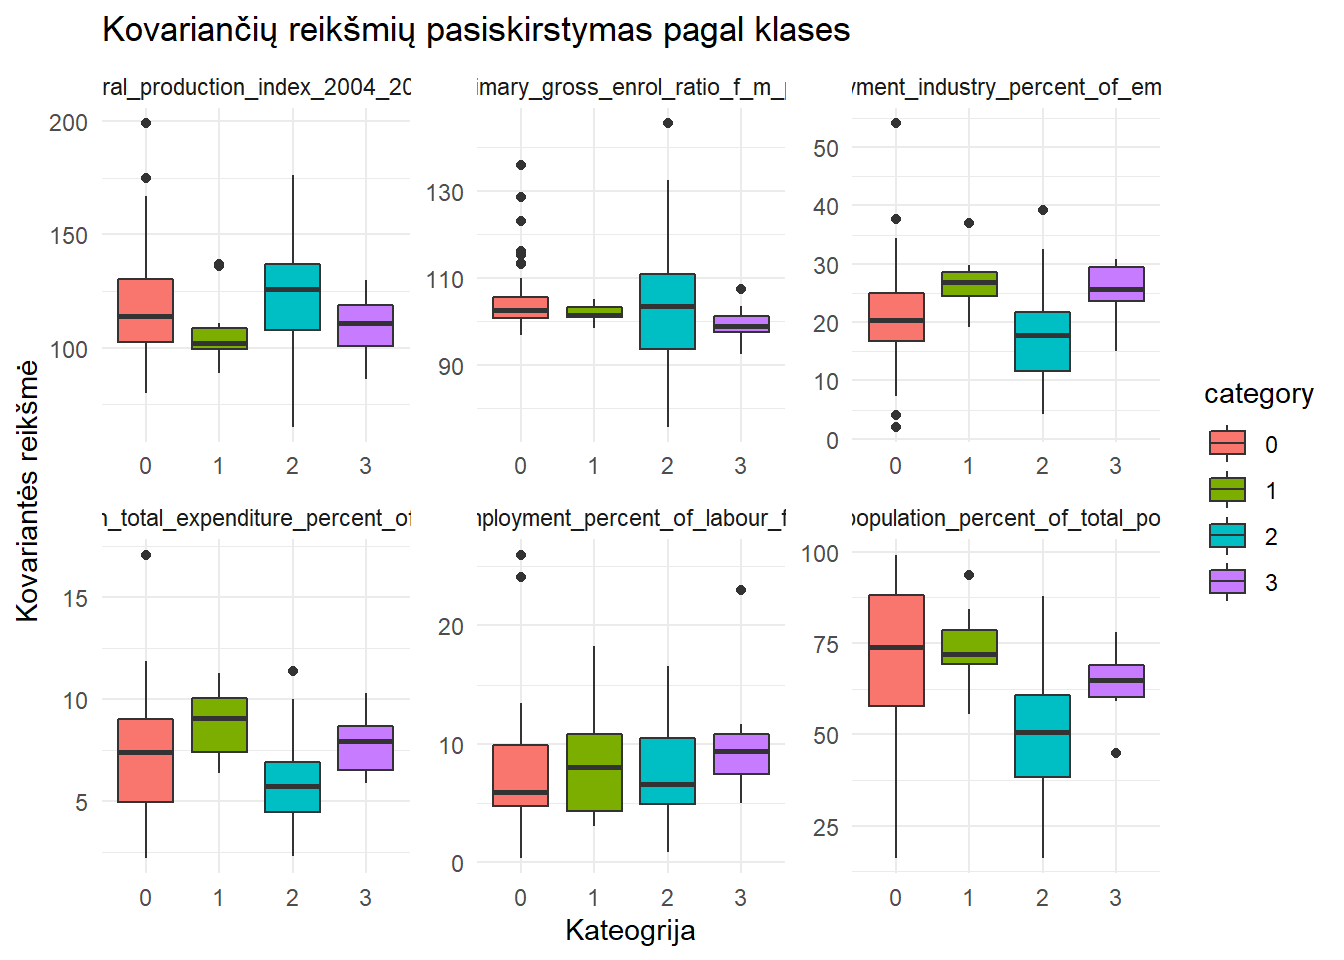 Kovariančių reikšmių pasiskirstymas pagal klases
ral_production_index_2004_20
imary_gross_enrol_ratio_f_m_
yment_industry_percent_of_em
200
150
100
0 1 2 3
130
110
90
0 1 2 3
50
40
30
20
10
0
0 1 2 3
_total_expenditure_percent_of
ployment_percent_of_labour_f
population_percent_of_total_po
15
10
5
0 1 2 3
20
10
0
0 1 2 3
100
75
50
25
0 1 2 3
Kovariantės reikšmė
Kateogrija
category
0
1
2
3